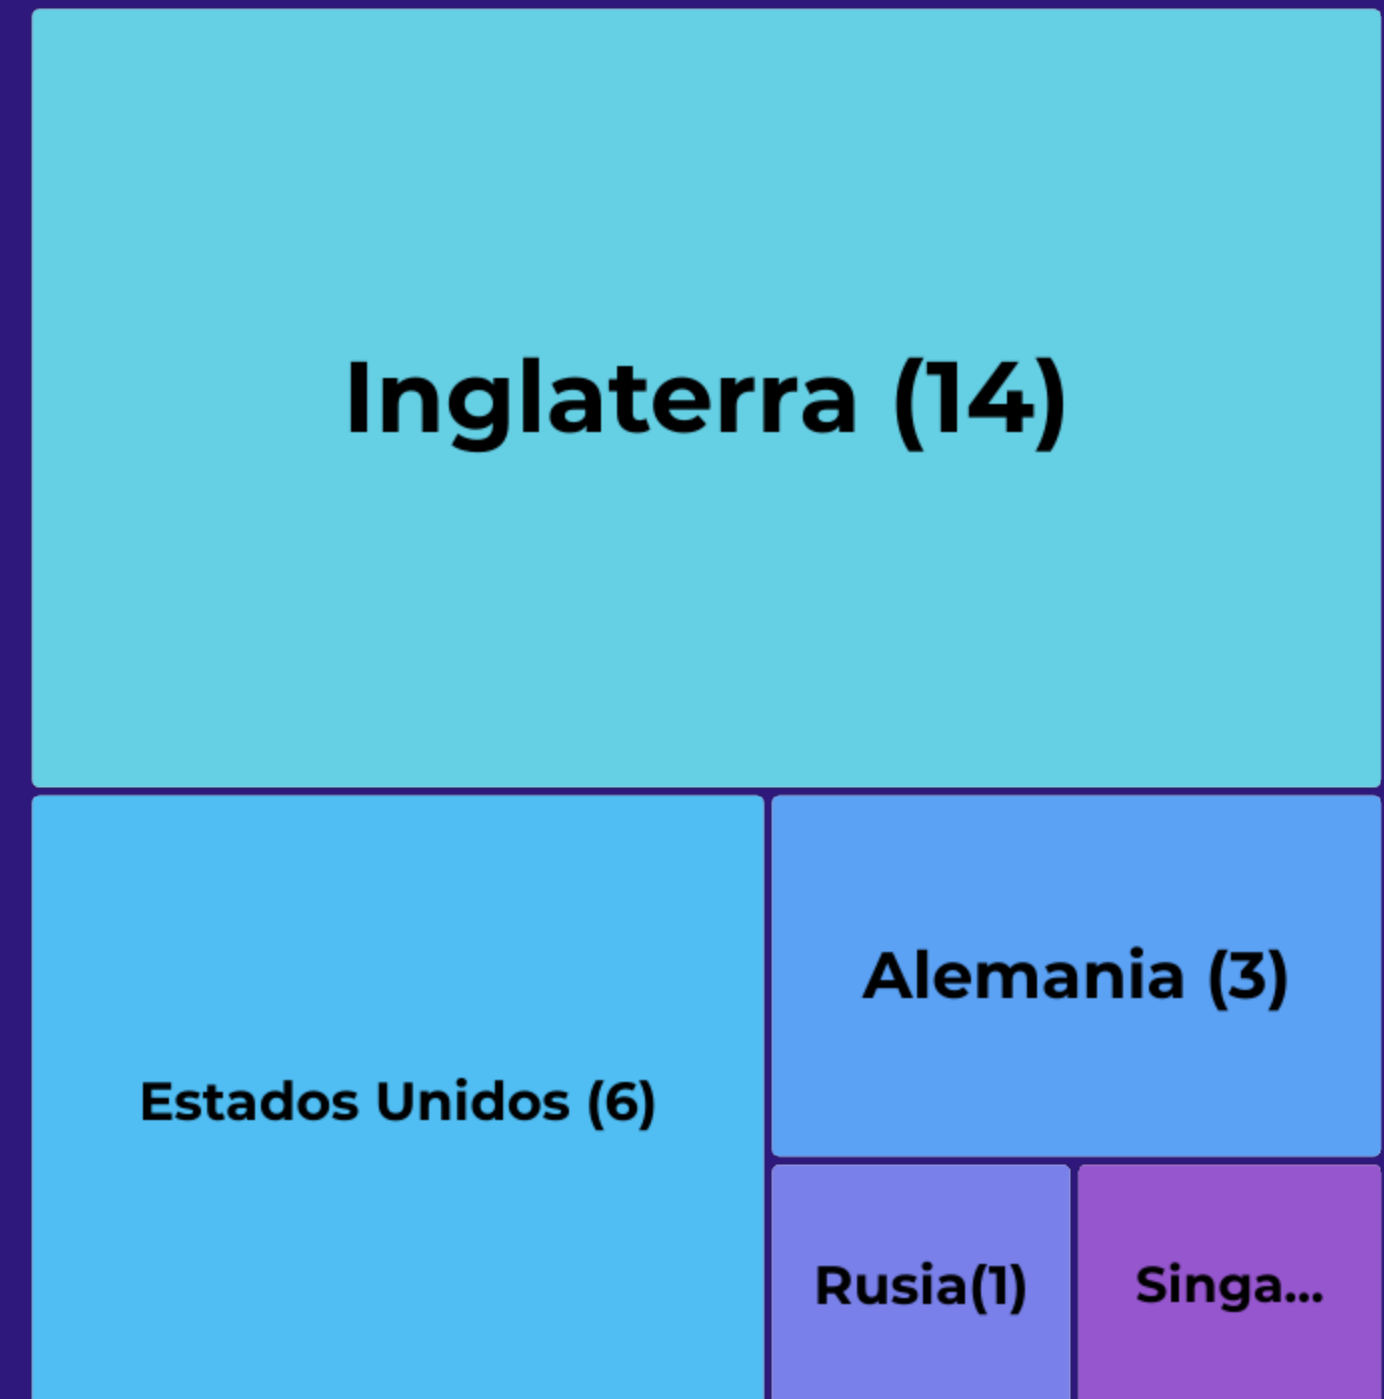 Inglaterra (14)
Estados Unidos (6)
Alemania (3)
Rusia(1)
Singa...